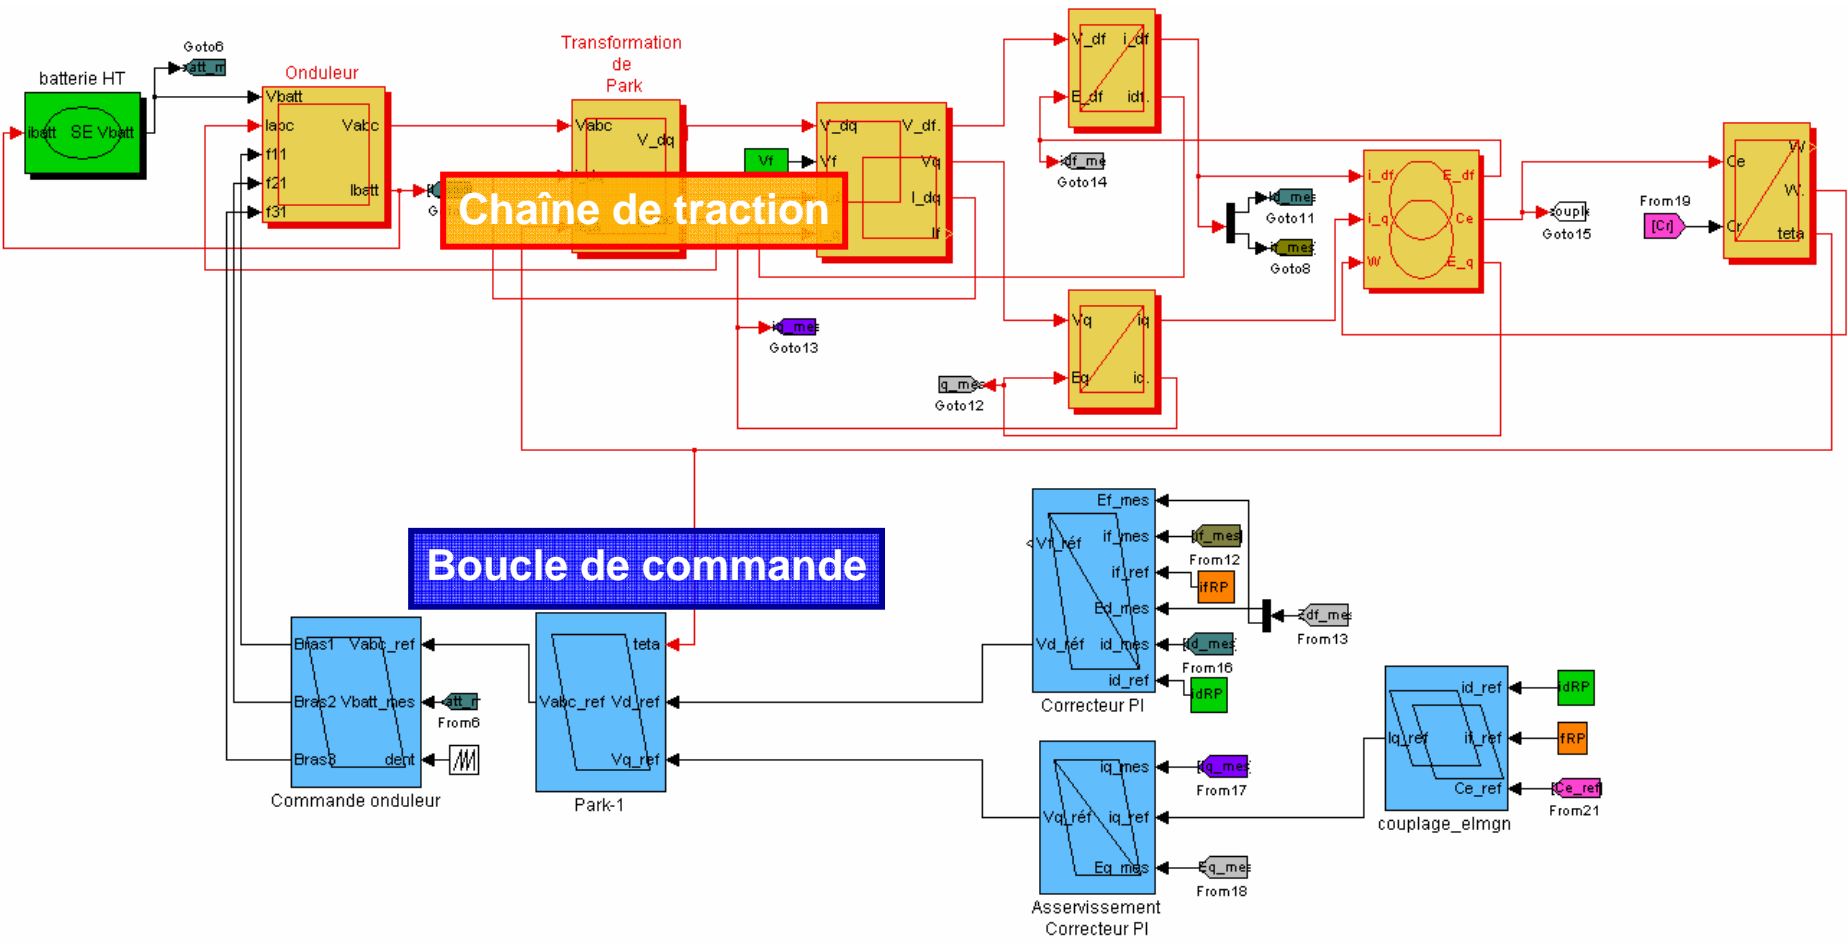 Goto6
batterie HT
ibatt
SE
Vbatt
Onduleur
Vbatt
Iabc
Vabc
f11
f21
Ibatt
f31
Transformation
de
Park
Vabc
V_dq
V_dq
V_df.
Vf
Vf
Vq
I_dq
If
Chaîne de traction
V_df
i_df
E_df
Goto14
Goto11
Goto8
i_df
E_df
i_q
Ce
W
E_q
Goto15
From19
[Cr]
Ce
W
W.
Cr
teta
Goto13
Vq
iq
Eq
Goto12
Boucle de commande
Ef_mes
if_mes
Vf_réf
if_ref
Ed_mes
Vd_réf
id_mes
id_ref
Correcteur PI
From12
ifRP
From13
From16
idRP
Bras1
Vabc_ref
Bras2
Vbatt_mes
Bras3
dent
Commande onduleur
From6
teta
Vabc_ref
Vd_ref
Vq_ref
Park-1
iq_mes
Vq_réf
iq_ref
Eq_mes
Asservissement
Correcteur PI
From17
From18
id_ref
Iq_ref
if_ref
Ce_ref
couplage_elmgn
idRP
From21